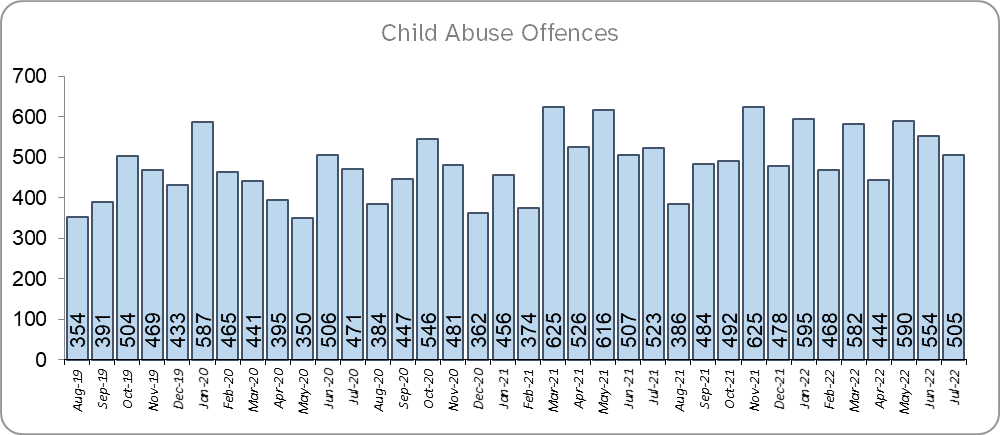 Child Abuse Offences
700
600
500
400
300
200
100
0
354 391 504 469 433 587 465 441 395 350 506 471 384 447 546 481 362 456 374 625 526 616 507 523 386 484 492 625 478 595 468 582 444 590 554 505
Aug-19 Sep-19 Oct-19 Nov-19 Dec-19 Jan-20 Feb-20 Mar-20 Apr-20 May-20 Jun-20 Jul-20 Aug-20 Sep-20 Oct-20 Nov-20 Dec-20 Jan-21 Feb-21 Mar-21 Apr-21 May-21 Jun-21 Jul-21 Aug-21 Sep-21 Oct-21 Nov-21 Dec-21 Jan-22 Feb-22 Mar-22 Apr-22 May-22 Jun-22 Jul-22